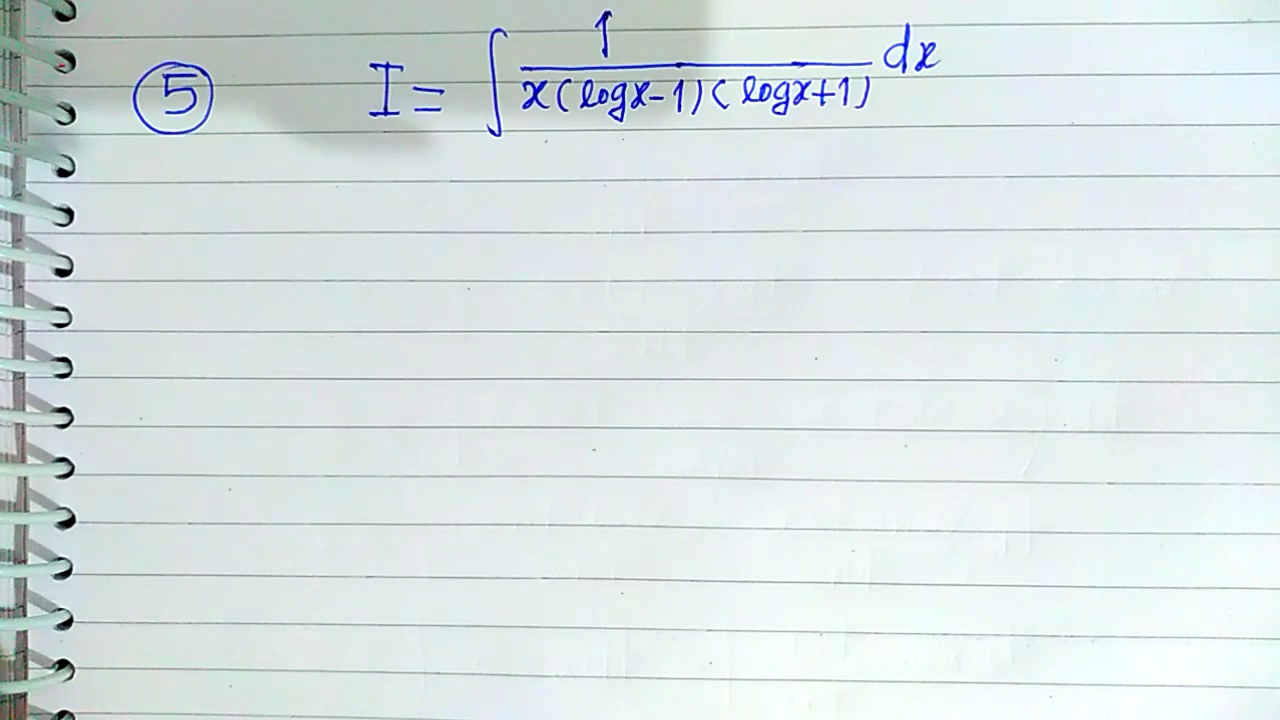 ⑤ I = ∫ 1 / x(logx-1)(logx+1) dx